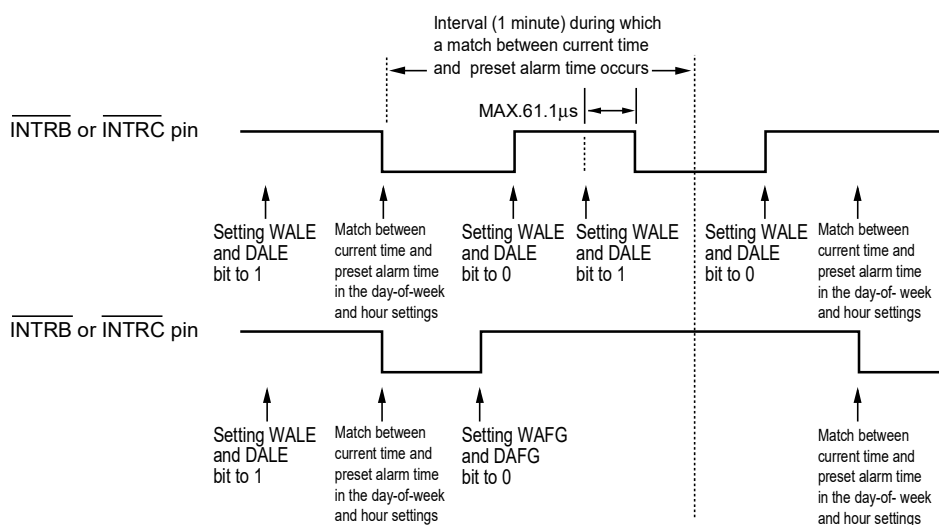 Interval (1 minute) during which
a match between current time
and preset alarm time occurs
MAX.61.1μs
INTRB or INTRC pin
Setting WALE
and DALE
bit to 1
Match between
current time and
preset alarm time
in the day-of-week
and hour settings
Setting WALE
and DALE
bit to 0
Setting WALE
and DALE
bit to 1
Setting WALE
and DALE
bit to 0
Match between
current time and
preset alarm time
in the day-of- week
and hour settings
INTRB or INTRC pin
Setting WALE
and DALE
bit to 1
Match between
current time and
preset alarm time
in the day-of-week
and hour settings
Setting WAFG
and DAFG
bit to 0
Match between
current time and
preset alarm time
in the day-of- week
and hour settings